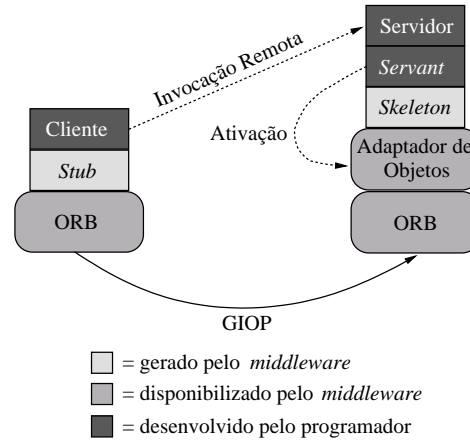 Servidor
Servant
Skeleton
Adaptador de
Objetos
ORB
Invocação Remota
Ativação
Cliente
Stub
ORB
GIOP
= gerado pelo middleware
= disponibilizado pelo middleware
= desenvolvido pelo programador